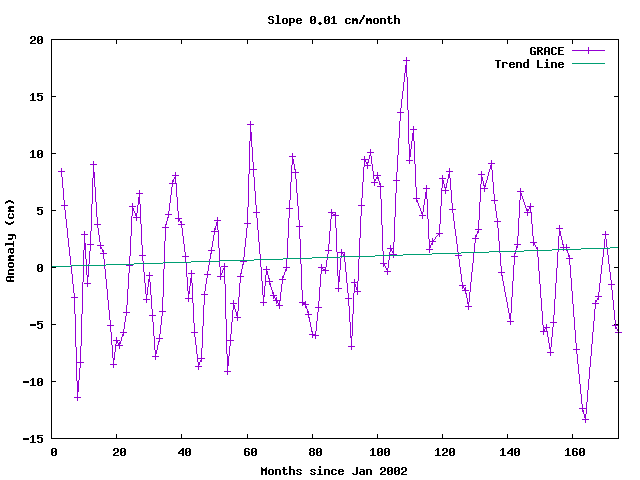 Slope 0.01 cm/month
GRACE
Trend Line
20
15
10
5
0
-5
-10
-15
Anomaly (cm)
0 20 40 60 80 100 120 140 160
Months since Jan 2002